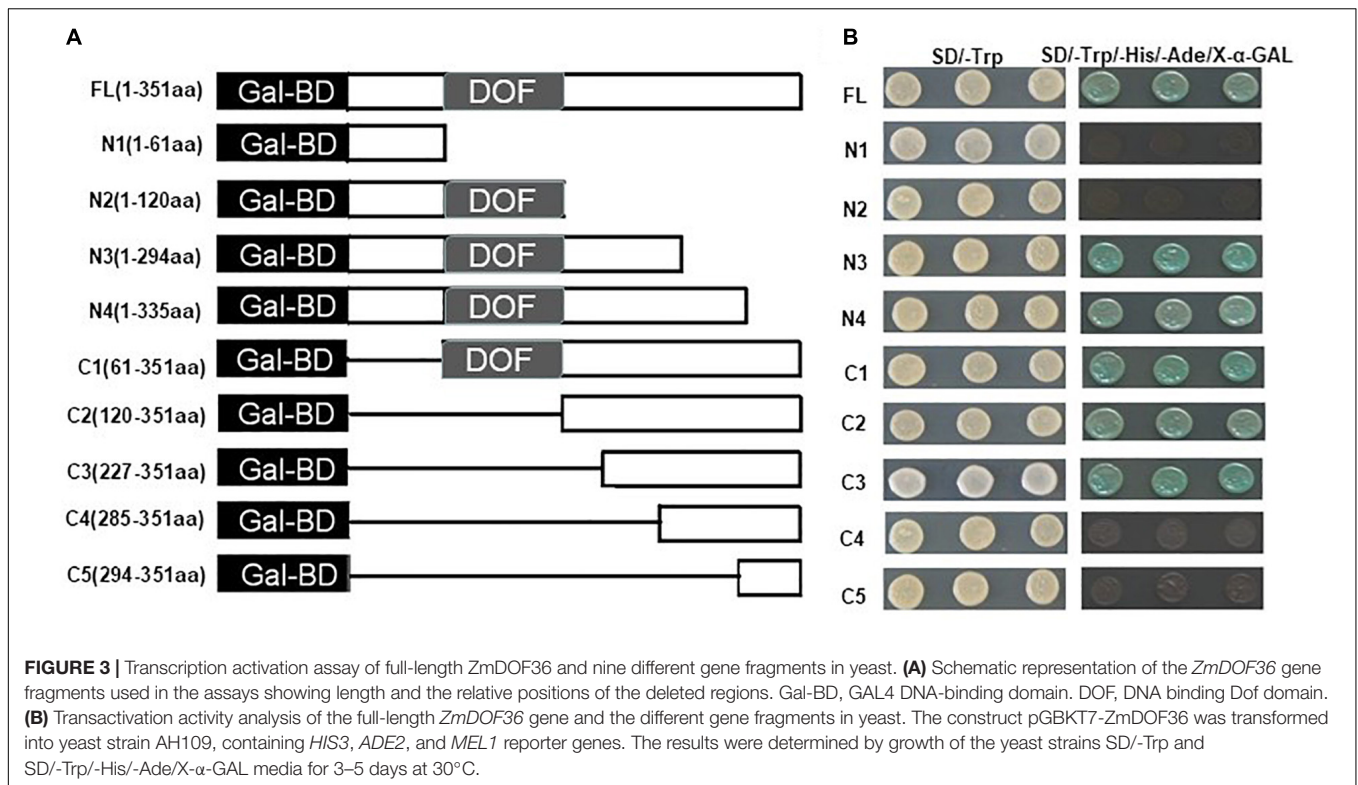 A
FL(1-351aa) Gal-BD DOF
N1(1-61aa) Gal-BD
N2(1-120aa) Gal-BD DOF
N3(1-294aa) Gal-BD DOF
N4(1-335aa) Gal-BD DOF
C1(61-351aa) Gal-BD DOF
C2(120-351aa) Gal-BD
C3(227-351aa) Gal-BD
C4(285-351aa) Gal-BD
C5(294-351aa) Gal-BD
B
SD/-Trp SD/-Trp/-His/-Ade/X-α-GAL
FL
N1
N2
N3
N4
C1
C2
C3
C4
C5
FIGURE 3 | Transcription activation assay of full-length ZmDOF36 and nine different gene fragments in yeast. (A) Schematic representation of the ZmDOF36 gene
fragments used in the assays showing length and the relative positions of the deleted regions. Gal-BD, GAL4 DNA-binding domain. DOF, DNA binding Dof domain.
(B) Transactivation activity analysis of the full-length ZmDOF36 gene and the different gene fragments in yeast. The construct pGBKT7-ZmDOF36 was transformed
into yeast strain AH109, containing HIS3, ADE2, and MEL1 reporter genes. The results were determined by growth of the yeast strains SD/-Trp and
SD/-Trp/-His/-Ade/X-α-GAL media for 3–5 days at 30°C.